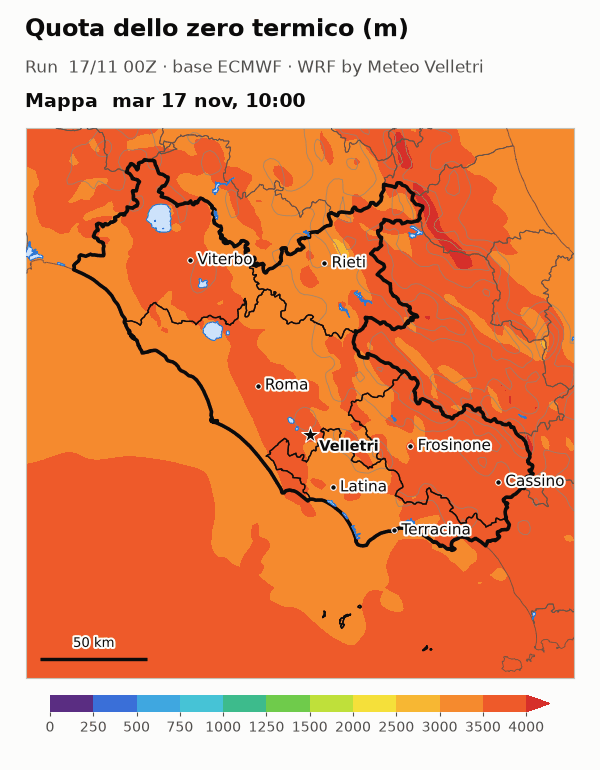 Quota dello zero termico (m)
Run  17/11 00Z · base ECMWF · WRF by Meteo Velletri
Mappa  mar 17 nov, 10:00
Viterbo
Rieti
Roma
Velletri
Frosinone
Cassino
Latina
Terracina
50 km
0 250 500 750 1000 1250 1500 2000 2500 3000 3500 4000